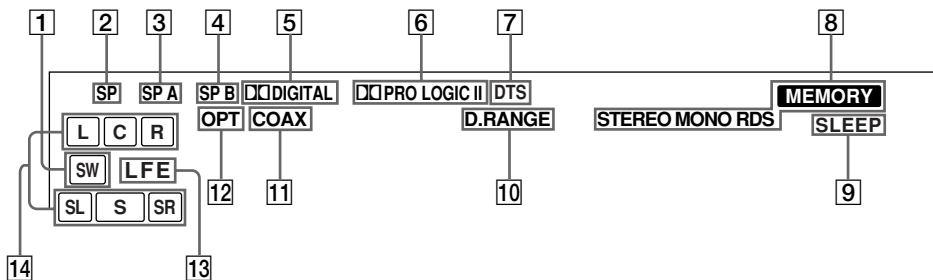 1 2 3 4 5 6 7 8
SP SP A SP B DIGITAL PRO LOGIC II DTS MEMORY
OPT COAX D.RANGE STEREO MONO RDS SLEEP
L C R
SW LFE
12 11 10 9
SL S SR
14 13